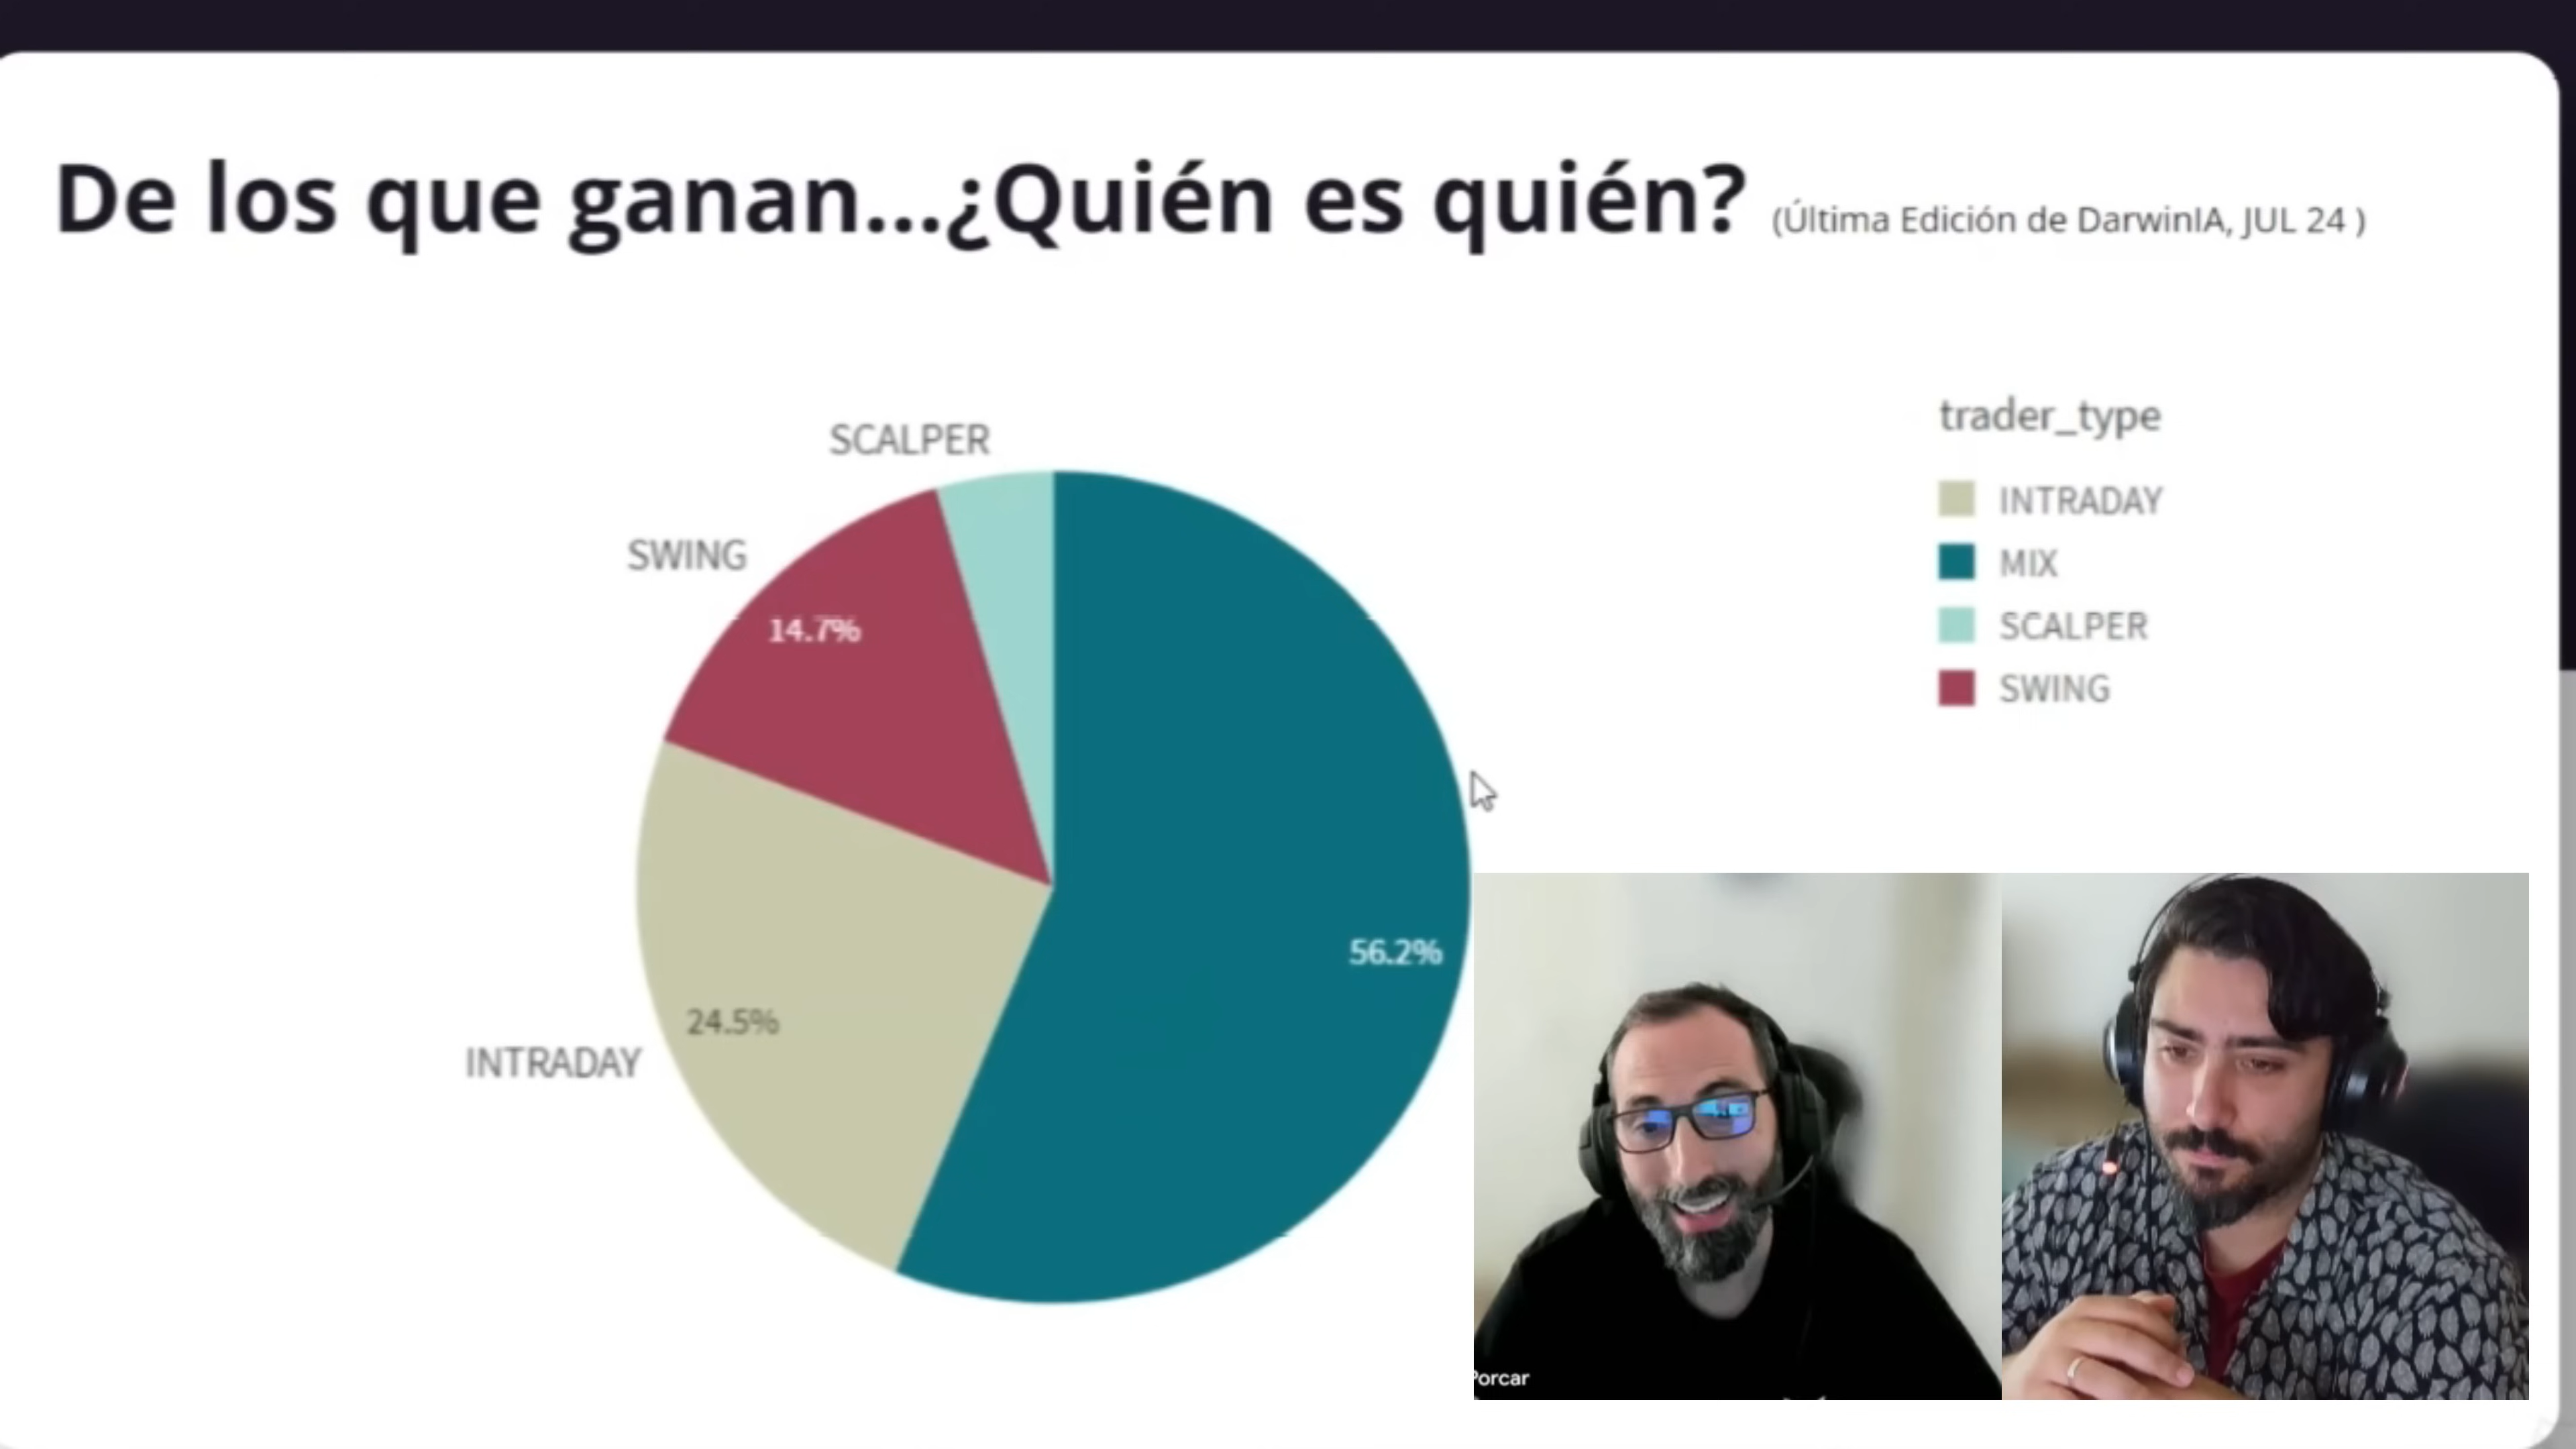 De los que ganan...¿Quién es quién? (Última Edición de DarwinIA, JUL 24 )
trader_type
INTRADAY
MIX
SCALPER
SWING
SCALPER
SWING
14.7%
56.2%
24.5%
INTRADAY
Porcar